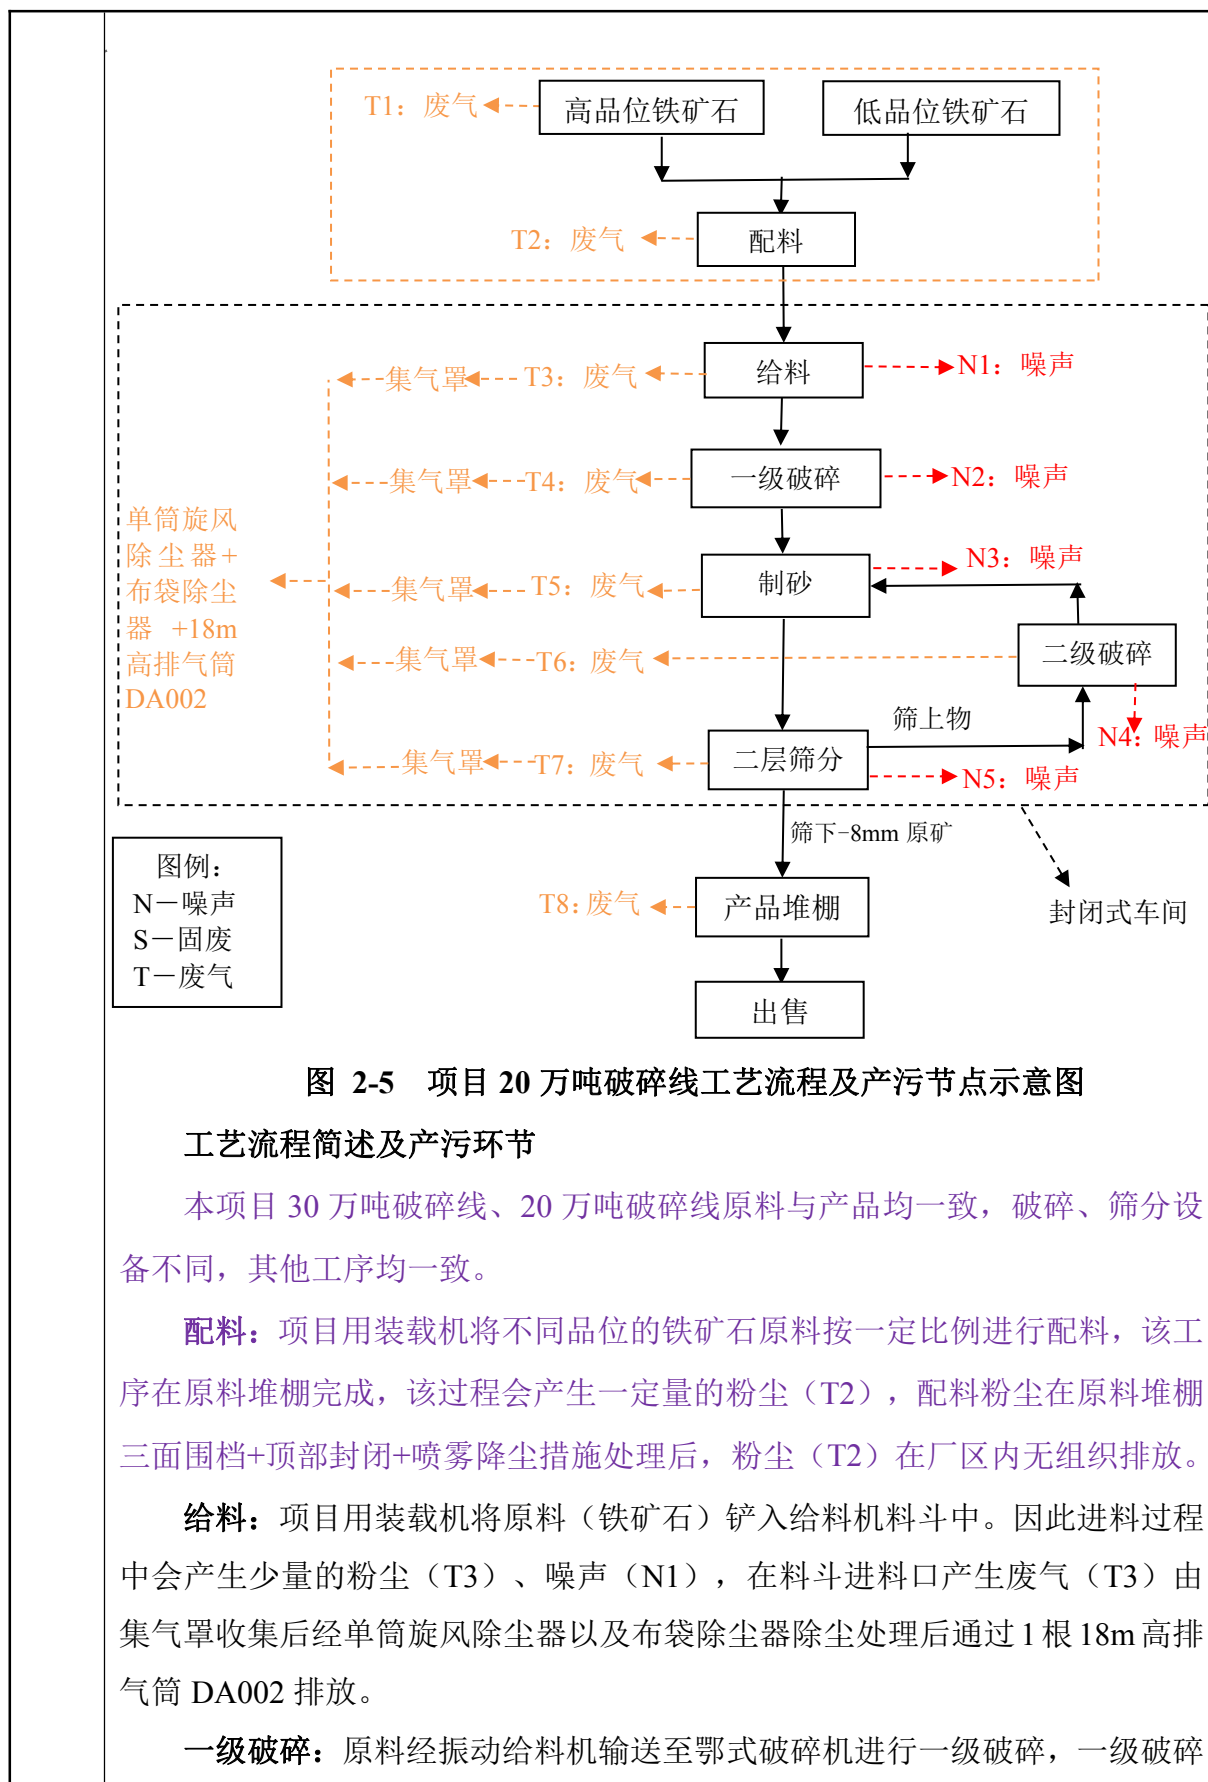 T1：废气
高品位铁矿石
低品位铁矿石
T2：废气
配料
集气罩
T3：废气
给料
N1：噪声
集气罩
T4：废气
一级破碎
N2：噪声
单筒旋风
除尘器+
布袋除尘
器 +18m
高排气筒
DA002
集气罩
T5：废气
制砂
N3：噪声
集气罩
T6：废气
二级破碎
筛上物
N4：噪声
集气罩
T7：废气
二层筛分
N5：噪声
筛下-8mm 原矿
图例：
N－噪声
S－固废
T－废气
T8：废气
产品堆棚
封闭式车间
出售
图 2-5 项目 20 万吨破碎线工艺流程及产污节点示意图
工艺流程简述及产污环节
本项目 30 万吨破碎线、20 万吨破碎线原料与产品均一致，破碎、筛分设
备不同，其他工序均一致。
配料：项目用装载机将不同品位的铁矿石原料按一定比例进行配料，该工
序在原料堆棚完成，该过程会产生一定量的粉尘（T2），配料粉尘在原料堆棚
三面围档+顶部封闭+喷雾降尘措施处理后，粉尘（T2）在厂区内无组织排放。
给料：项目用装载机将原料（铁矿石）铲入给料机料斗中。因此进料过程
中会产生少量的粉尘（T3）、噪声（N1），在料斗进料口产生废气（T3）由
集气罩收集后经单筒旋风除尘器以及布袋除尘器除尘处理后通过 1 根 18m 高排
气筒 DA002 排放。
一级破碎：原料经振动给料机输送至鄂式破碎机进行一级破碎，一级破碎